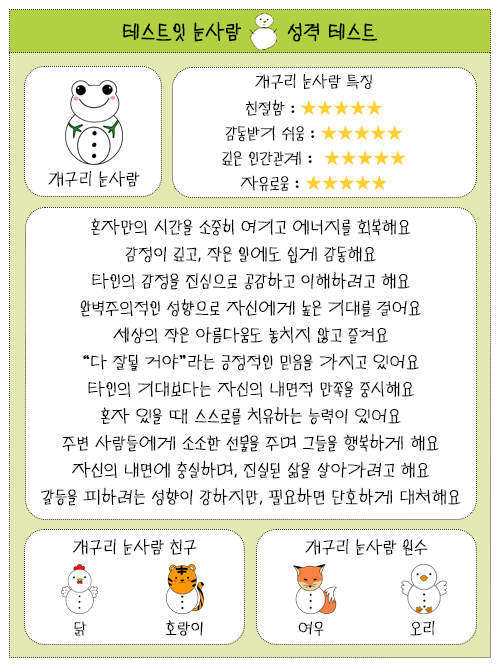 테스트잇 눈사람 성격 테스트
개구리 눈사람
개구리 눈사람 특징
친절함 : ★★★★★
감동받기 쉬움 : ★★★★★
깊은 인간관계 : ★★★★★
자유로움 : ★★★★★
혼자만의 시간을 소중히 여기고 에너지를 회복해요
감정이 깊고, 작은 일에도 쉽게 감동해요
타인의 감정을 진심으로 공감하고 이해하려고 해요
완벽주의적인 성향으로 자신에게 높은 기대를 걸어요
세상의 작은 아름다움도 놓치지 않고 즐겨요
“다 잘될 거야”라는 긍정적인 믿음을 가지고 있어요
타인의 기대보다는 자신의 내면적 만족을 중시해요
혼자 있을 때 스스로를 치유하는 능력이 있어요
주변 사람들에게 소소한 선물을 주며 그들을 행복하게 해요
자신의 내면에 충실하며, 진실된 삶을 살아가려고 해요
갈등을 피하려는 성향이 강하지만, 필요하면 단호하게 대처해요
개구리 눈사람 친구
닭 호랑이
개구리 눈사람 원수
여우 오리